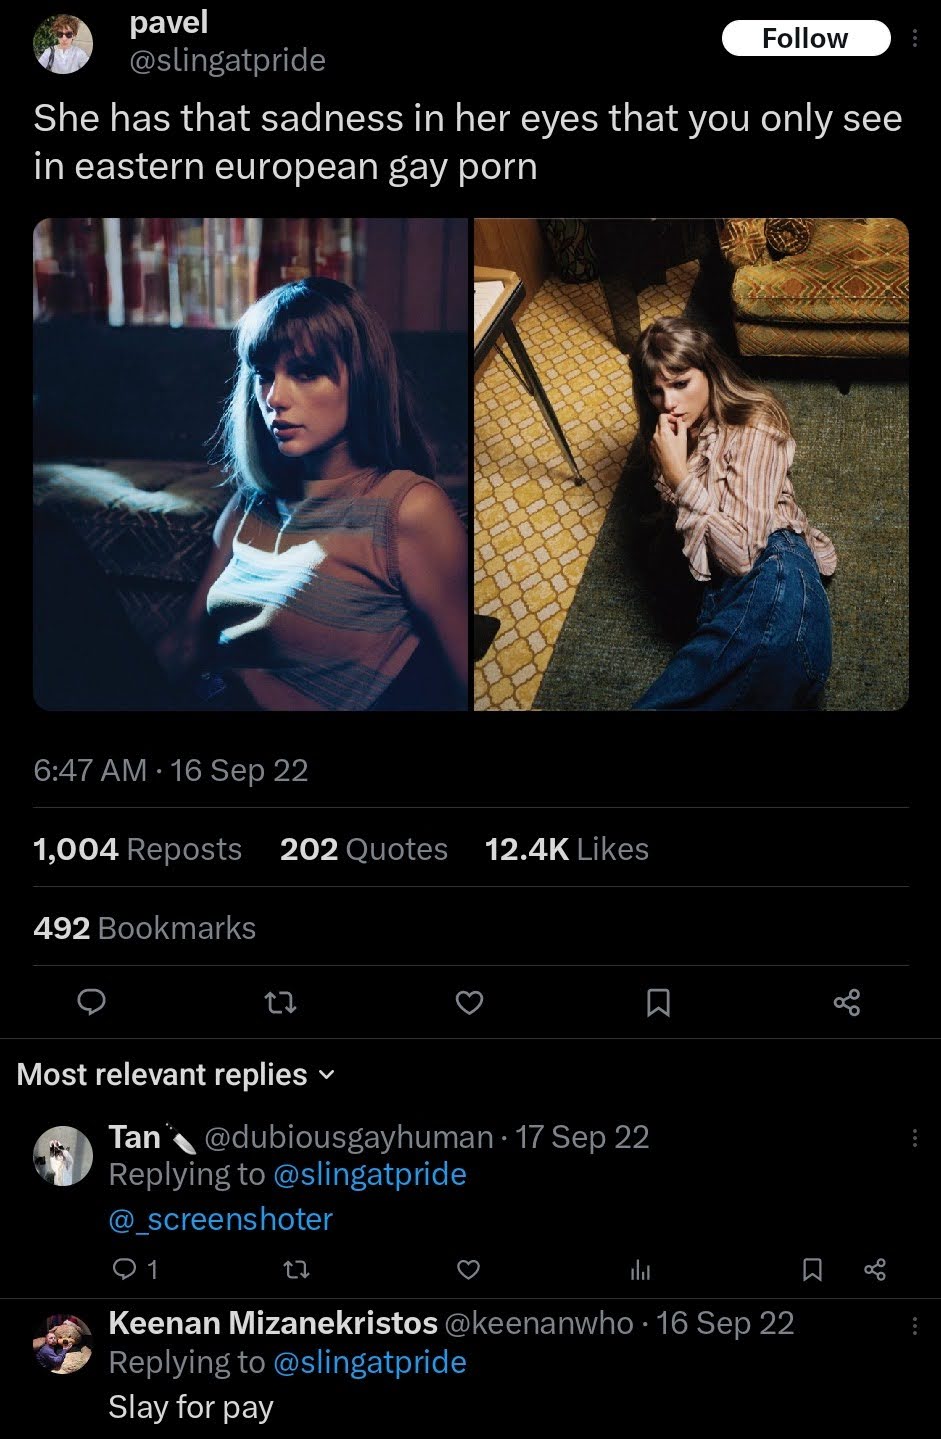 pavel
@slingatpride
Follow
She has that sadness in her eyes that you only see
in eastern european gay porn
6:47 AM · 16 Sep 22
1,004 Reposts 202 Quotes 12.4K Likes
492 Bookmarks
Most relevant replies
Tan🔪 @dubiousgayhuman · 17 Sep 22
Replying to @slingatpride
@_screenshoter
1
Keenan Mizanekristos @keenanwho · 16 Sep 22
Replying to @slingatpride
Slay for pay